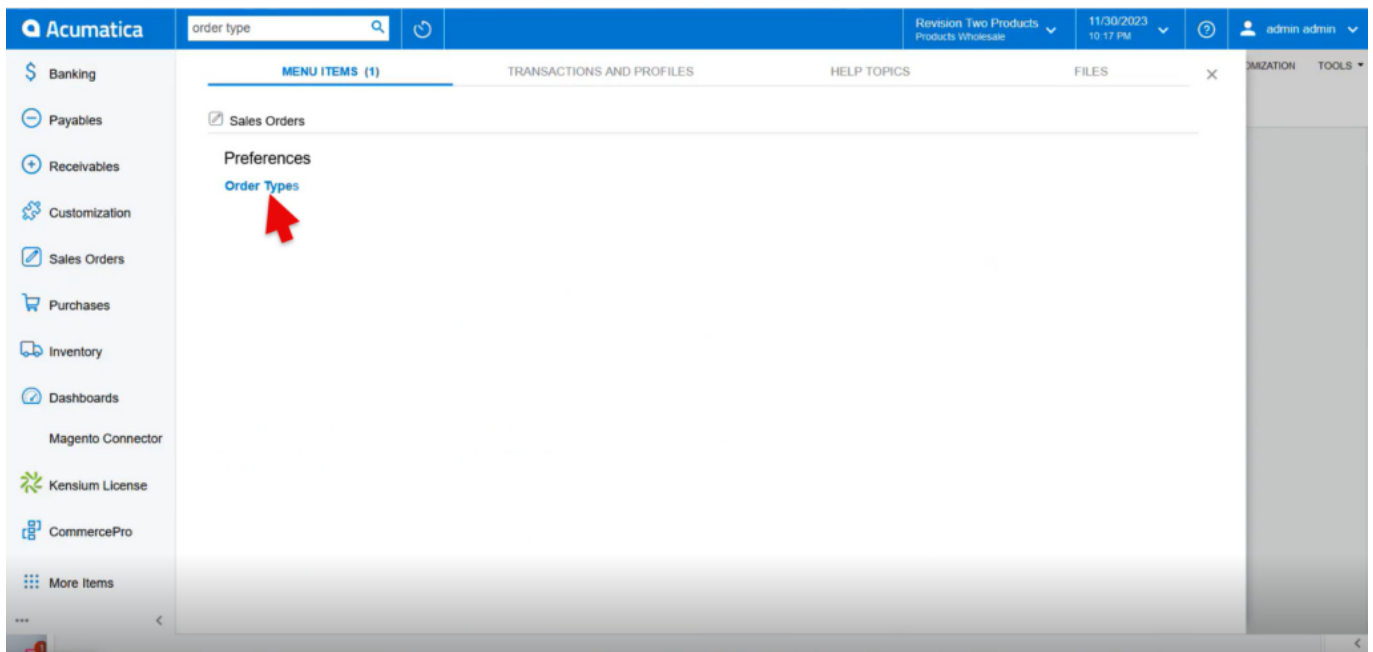 Acumatica
order type
Revision Two Products
Products Wholesale
11/30/2023
10:17 PM
admin admin
Banking
Payables
Receivables
Customization
Sales Orders
Purchases
Inventory
Dashboards
Magento Connector
Kensium License
CommercePro
More Items
MENU ITEMS (1)
TRANSACTIONS AND PROFILES
HELP TOPICS
FILES
OMIZATION TOOLS
Sales Orders
Preferences
Order Types